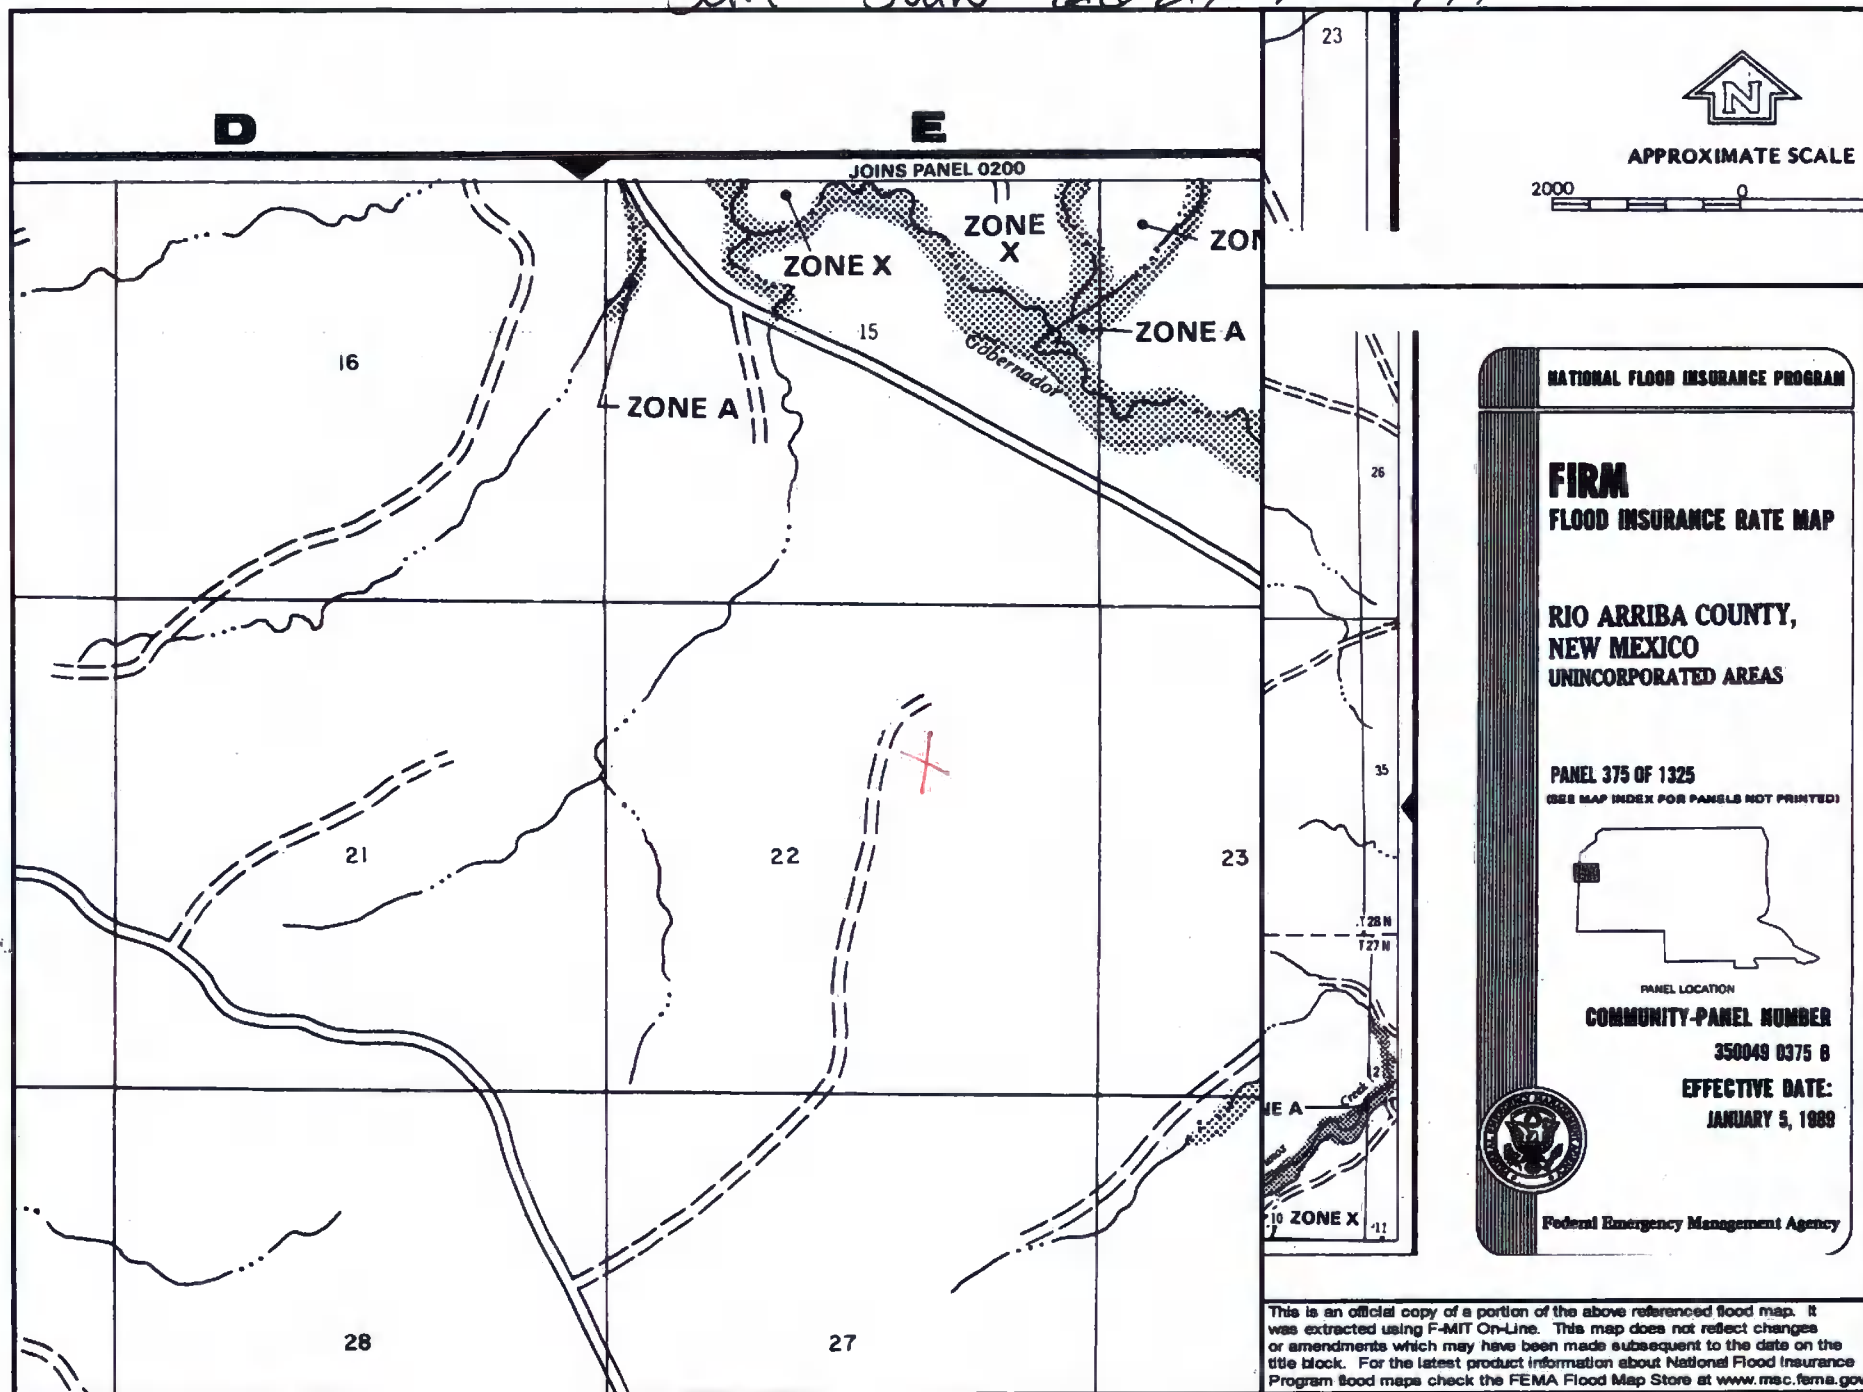 D
E
JOINS PANEL 0200
ZONE X
ZONE
X
ZONE A
Gobernador
15
16
ZONE A
21
22
23
28
27
23
26
35
T28N
T27N
2
Creek
NE A
10 ZONE X
11
N
APPROXIMATE SCALE
2000 0
NATIONAL FLOOD INSURANCE PROGRAM
FIRM
FLOOD INSURANCE RATE MAP
RIO ARRIBA COUNTY,
NEW MEXICO
UNINCORPORATED AREAS
PANEL 375 OF 1325
(SEE MAP INDEX FOR PANELS NOT PRINTED)
PANEL LOCATION
COMMUNITY-PANEL NUMBER
350049 0375 B
EFFECTIVE DATE:
JANUARY 5, 1989
Federal Emergency Management Agency
This is an official copy of a portion of the above referenced flood map. It
was extracted using F-MIT On-Line. This map does not reflect changes
or amendments which may have been made subsequent to the date on the
title block. For the latest product information about National Flood Insurance
Program flood maps check the FEMA Flood Map Store at www.msc.fema.gov